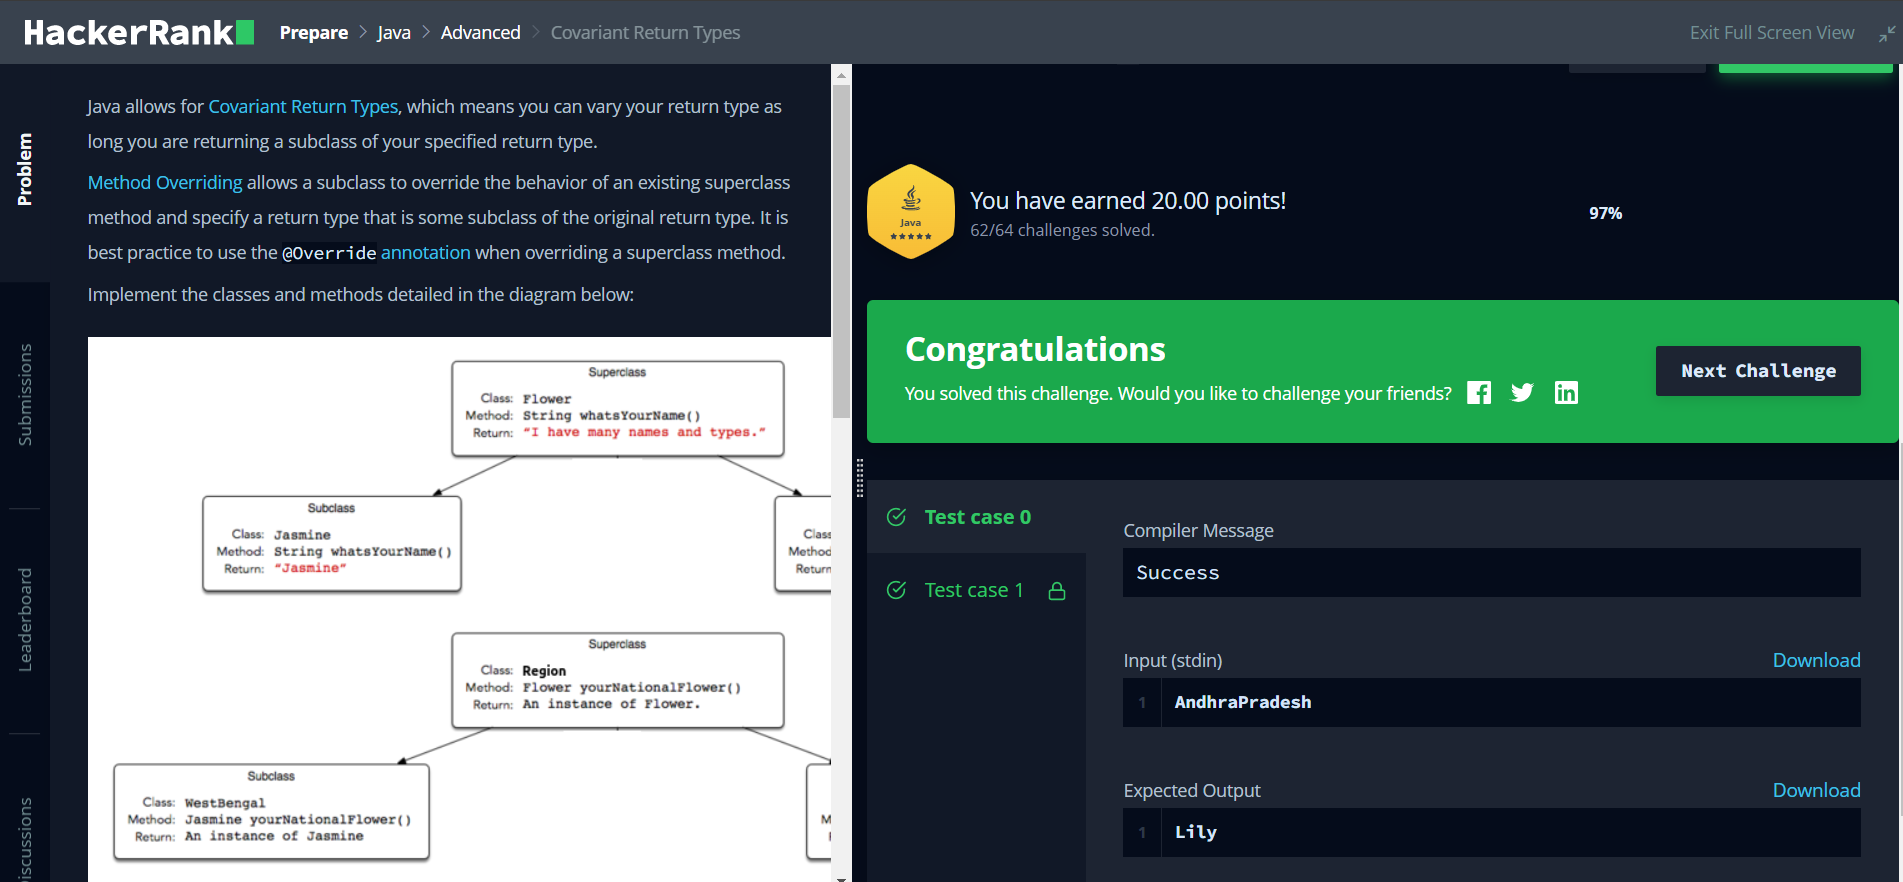 HackerRank
Prepare > Java > Advanced > Covariant Return Types
Exit Full Screen View
Problem
Submissions
Leaderboard
iscussions
Java allows for Covariant Return Types, which means you can vary your return type as
long you are returning a subclass of your specified return type.
Method Overriding allows a subclass to override the behavior of an existing superclass
method and specify a return type that is some subclass of the original return type. It is
best practice to use the @Override annotation when overriding a superclass method.
Implement the classes and methods detailed in the diagram below:
Superclass
Class: Flower
Method: String whatsYourName()
Return: “I have many names and types.”
Subclass
Class: Jasmine
Method: String whatsYourName()
Return: “Jasmine”
Class
Method
Return
Superclass
Class: Region
Method: Flower yourNationalFlower()
Return: An instance of Flower.
Subclass
Class: WestBengal
Method: Jasmine yourNationalFlower()
Return: An instance of Jasmine
M
Java
You have earned 20.00 points!
62/64 challenges solved.
97%
Congratulations
You solved this challenge. Would you like to challenge your friends?
Next Challenge
Test case 0
Test case 1
Compiler Message
Success
Input (stdin)
Download
1 AndhraPradesh
Expected Output
Download
1 Lily